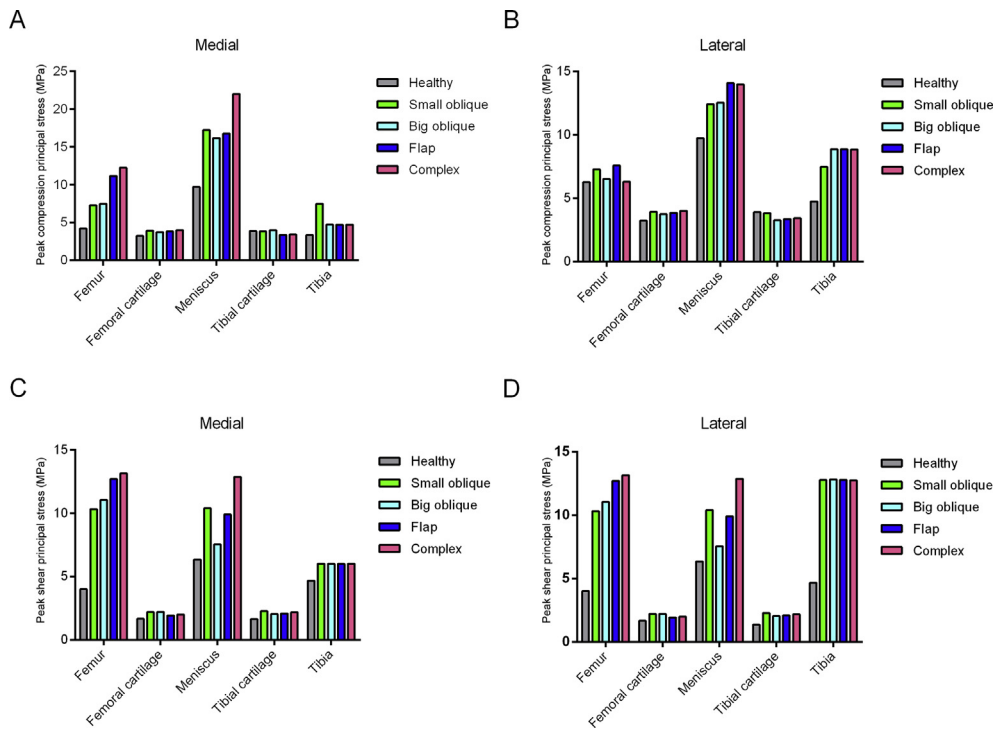 A
Medial
Peak compression principal stress (MPa)
25
20
15
10
5
0
Femur
Femoral cartilage
Meniscus
Tibial cartilage
Tibia
Healthy
Small oblique
Big oblique
Flap
Complex
B
Lateral
Peak compression principal stress (MPa)
15
10
5
0
Femur
Femoral cartilage
Meniscus
Tibial cartilage
Tibia
Healthy
Small oblique
Big oblique
Flap
Complex
C
Medial
Peak shear principal stress (MPa)
15
10
5
0
Femur
Femoral cartilage
Meniscus
Tibial cartilage
Tibia
Healthy
Small oblique
Big oblique
Flap
Complex
D
Lateral
Peak shear principal stress (MPa)
15
10
5
0
Femur
Femoral cartilage
Meniscus
Tibial cartilage
Tibia
Healthy
Small oblique
Big oblique
Flap
Complex